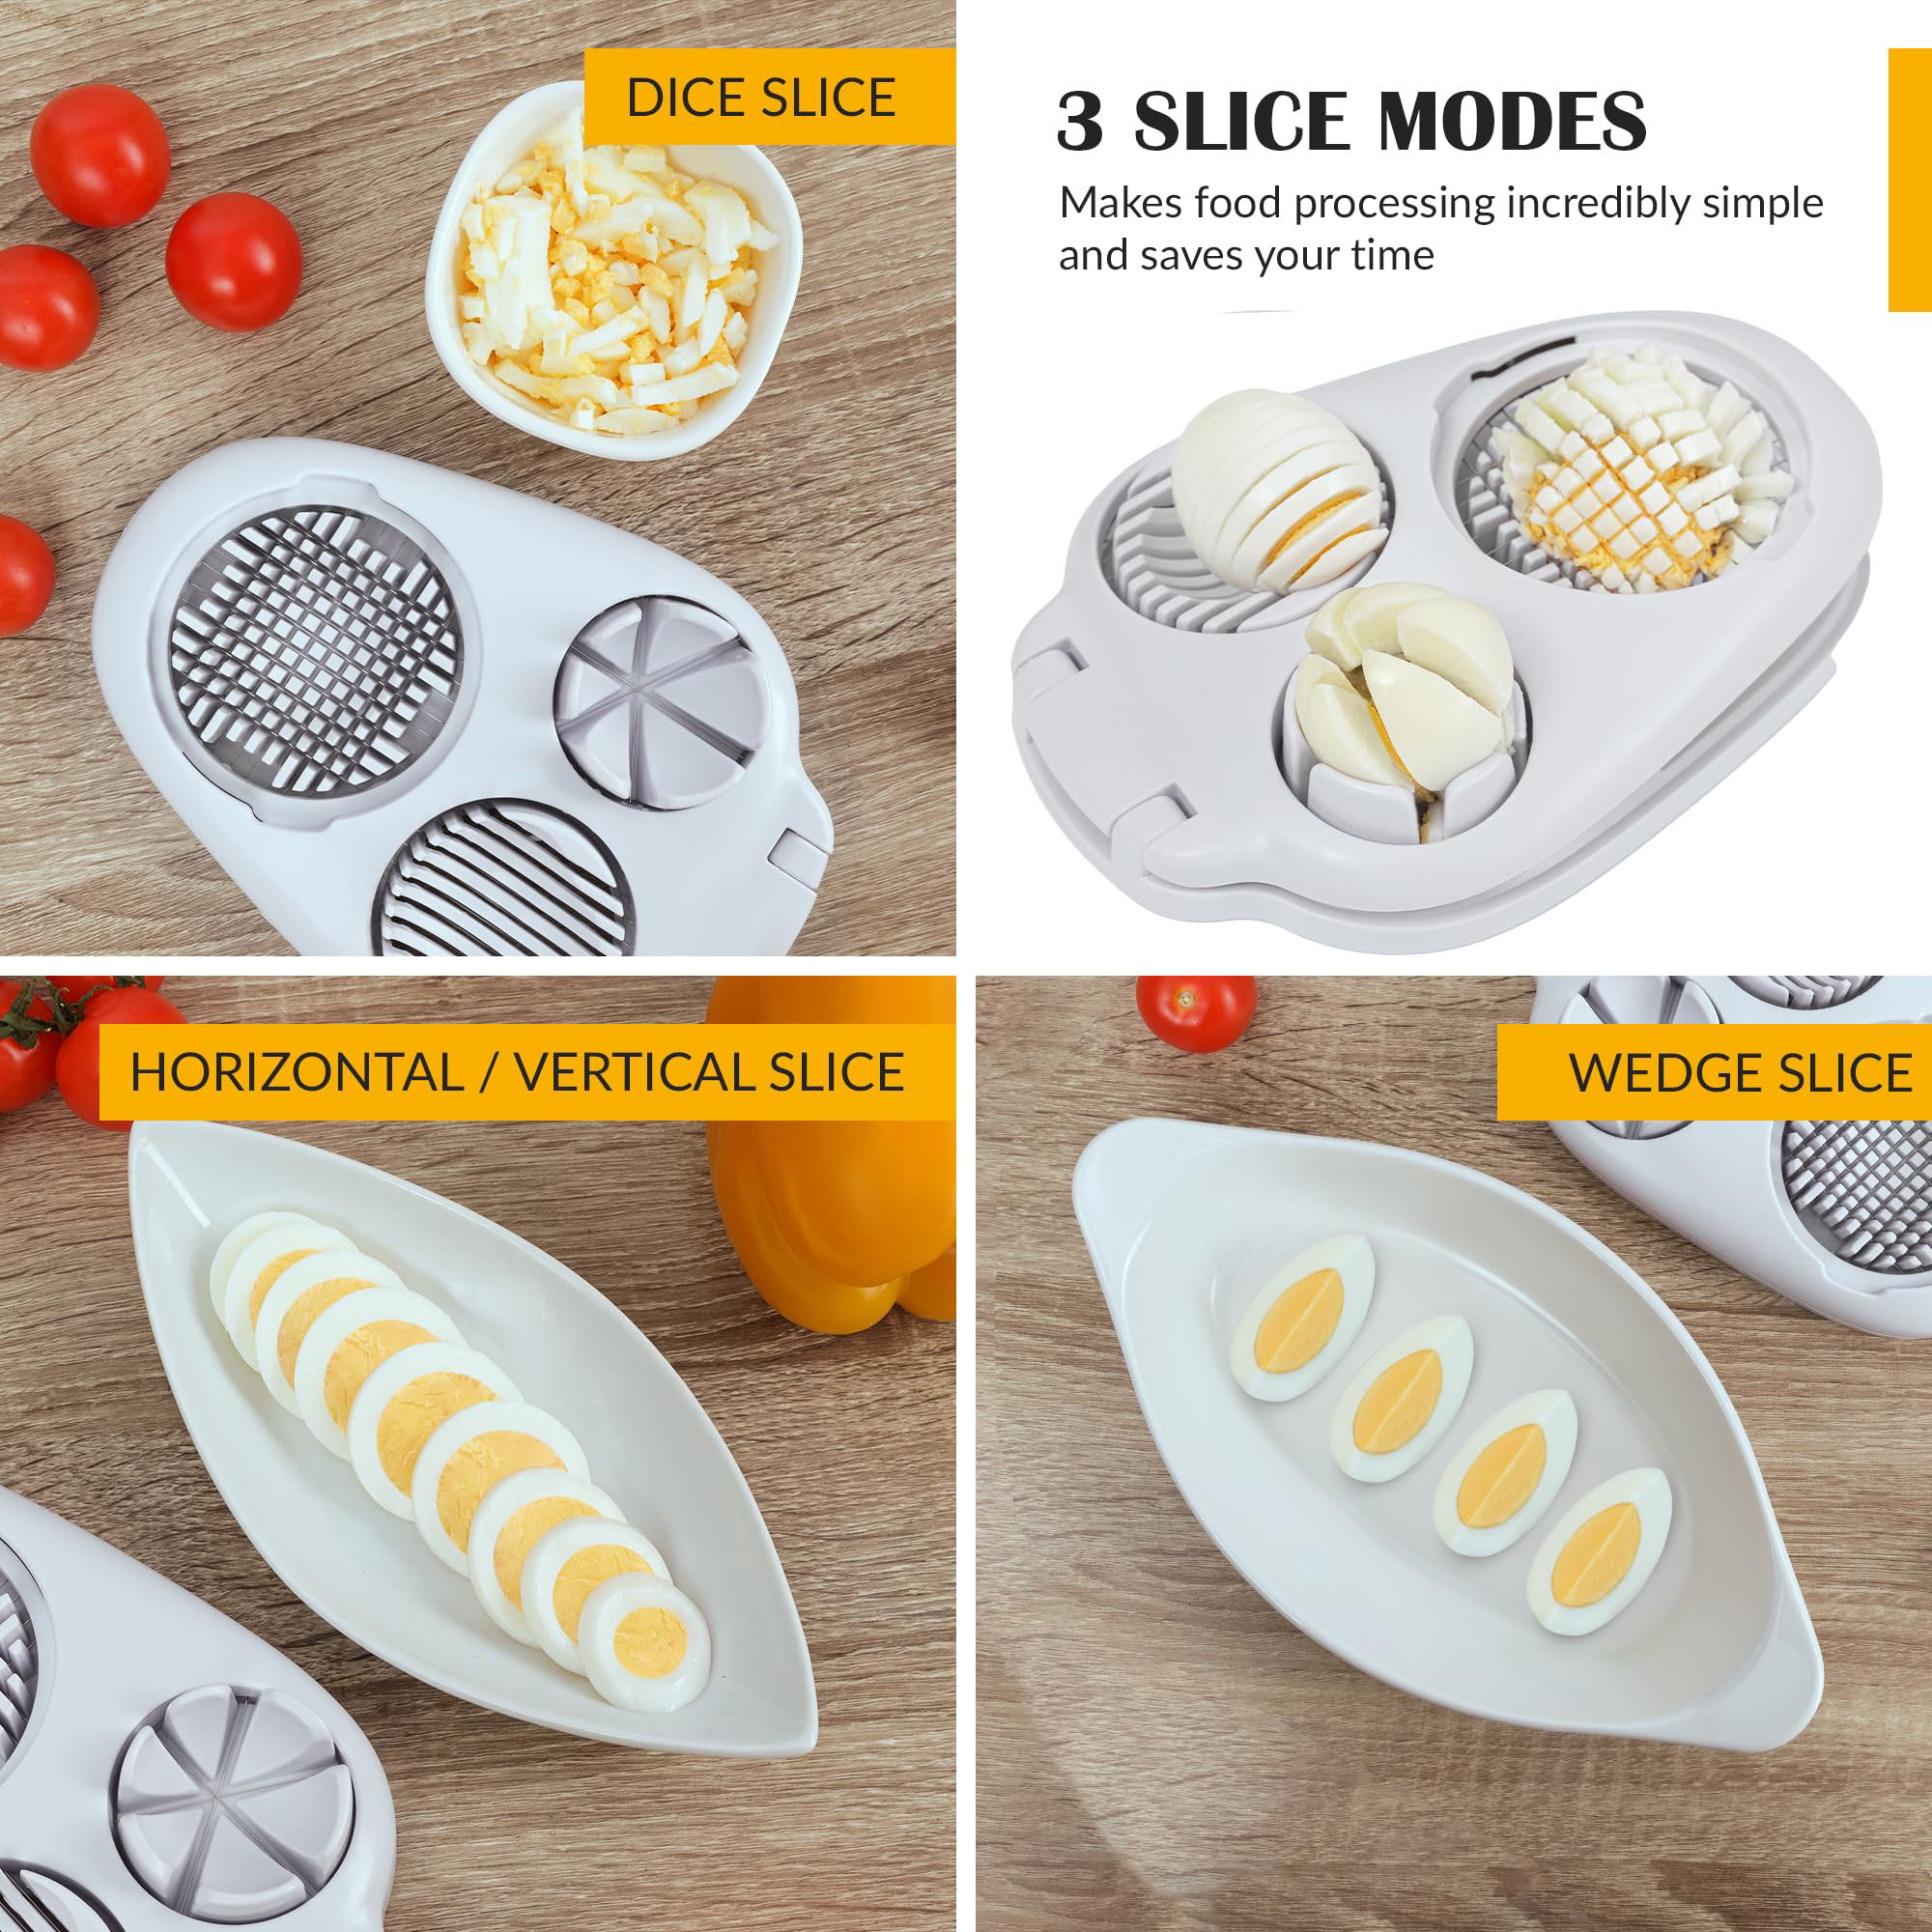 DICE SLICE
3 SLICE MODES
Makes food processing incredibly simple
and saves your time
HORIZONTAL / VERTICAL SLICE
WEDGE SLICE